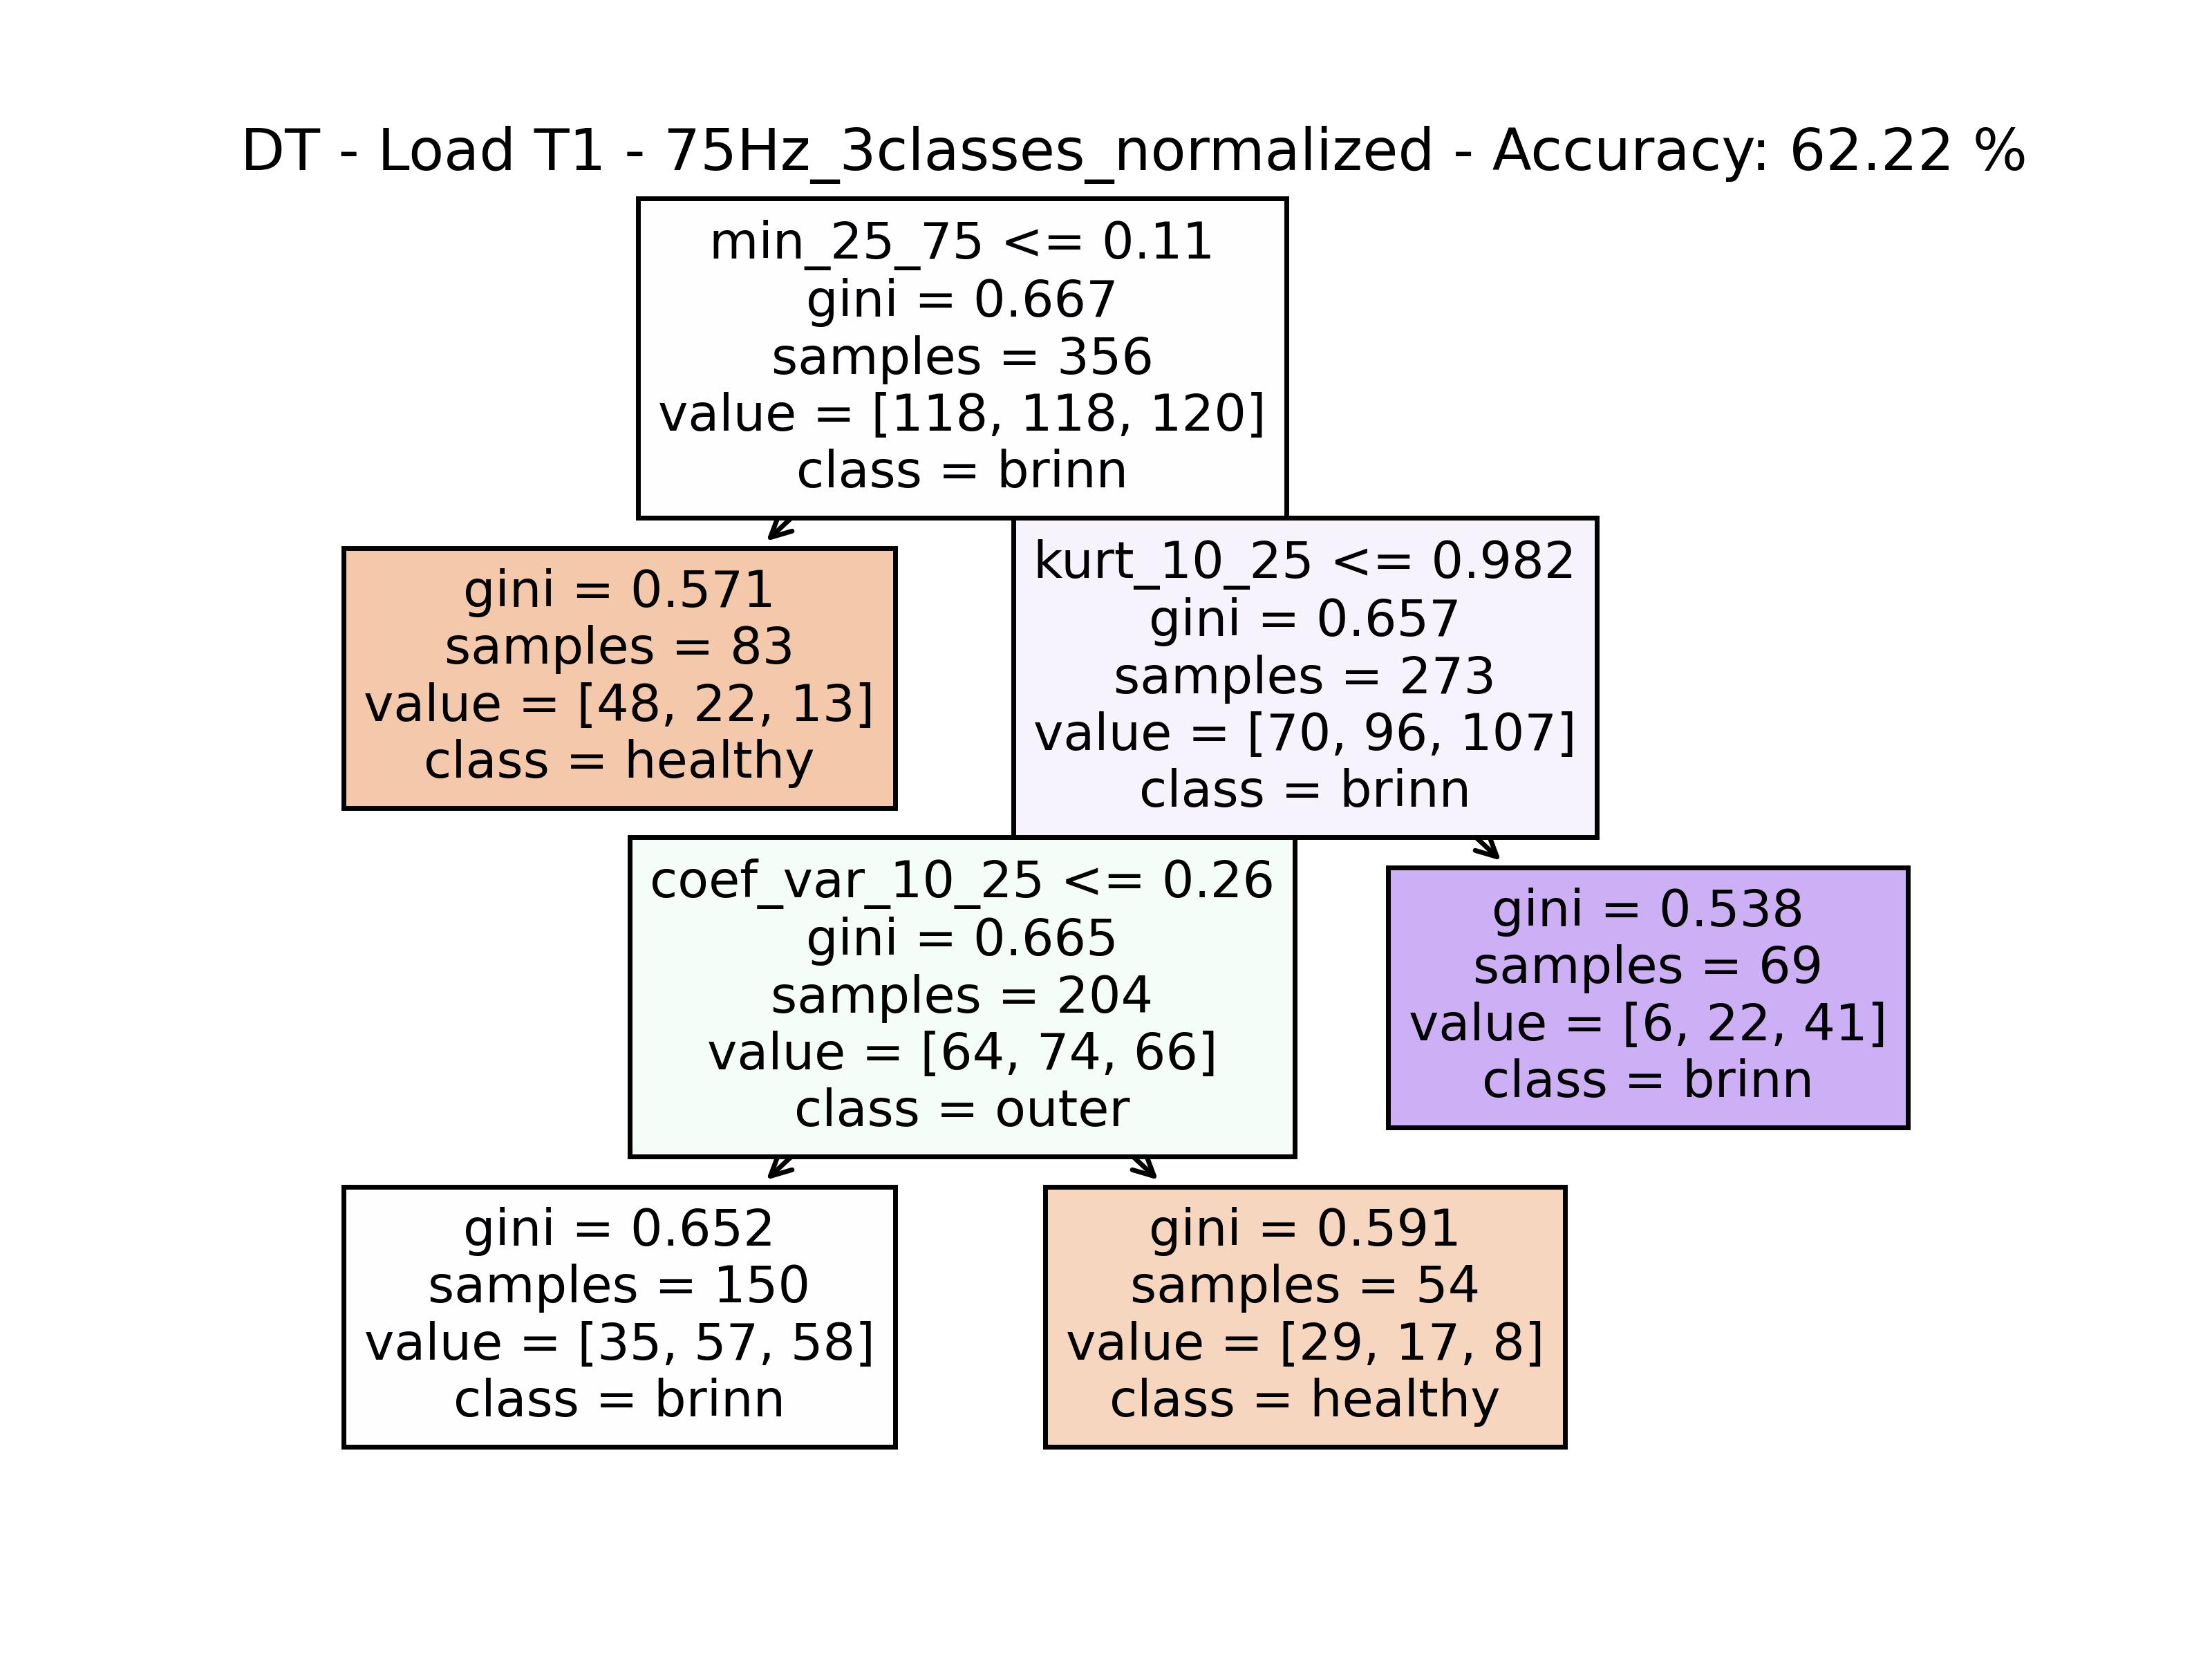 DT - Load T1 - 75Hz_3classes_normalized - Accuracy: 62.22 %
min_25_75 <= 0.11
gini = 0.667
samples = 356
value = [118, 118, 120]
class = brinn
gini = 0.571
samples = 83
value = [48, 22, 13]
class = healthy
kurt_10_25 <= 0.982
gini = 0.657
samples = 273
value = [70, 96, 107]
class = brinn
coef_var_10_25 <= 0.26
gini = 0.665
samples = 204
value = [64, 74, 66]
class = outer
gini = 0.538
samples = 69
value = [6, 22, 41]
class = brinn
gini = 0.652
samples = 150
value = [35, 57, 58]
class = brinn
gini = 0.591
samples = 54
value = [29, 17, 8]
class = healthy